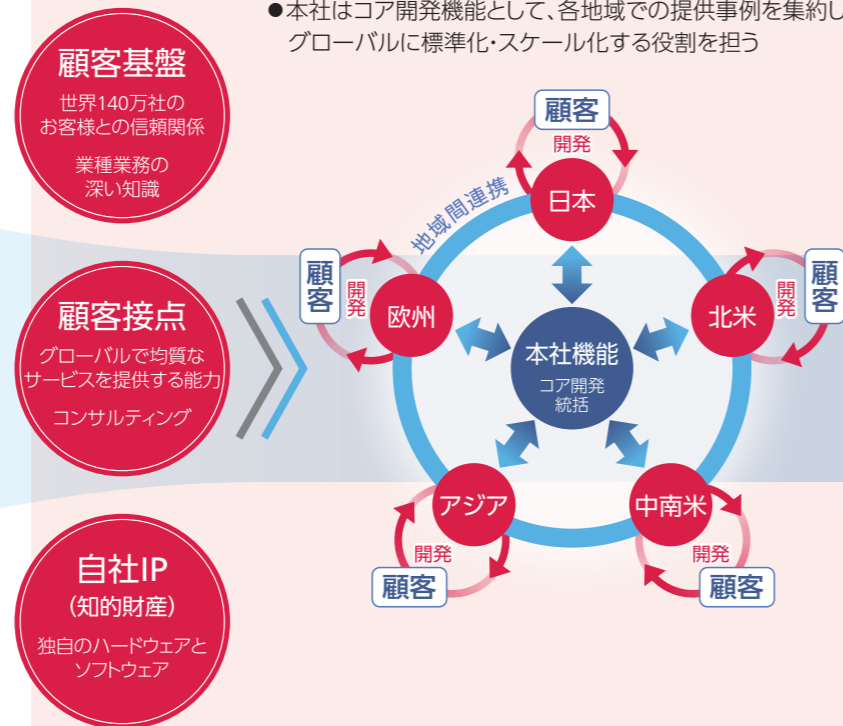 ●本社はコア開発機能として、各地域での提供事例を集約し
グローバルに標準化・スケール化する役割を担う
顧客基盤
世界140万社の
お客様との信頼関係
業種業務の
深い知識
顧客接点
グローバルで均質な
サービスを提供する能力
コンサルティング
自社IP
(知的財産)
独自のハードウェアと
ソフトウェア
顧客
開発
日本
地域間連携
顧客
開発
欧州
北米
開発
顧客
本社機能
コア開発
統括
アジア
開発
顧客
中南米
開発
顧客